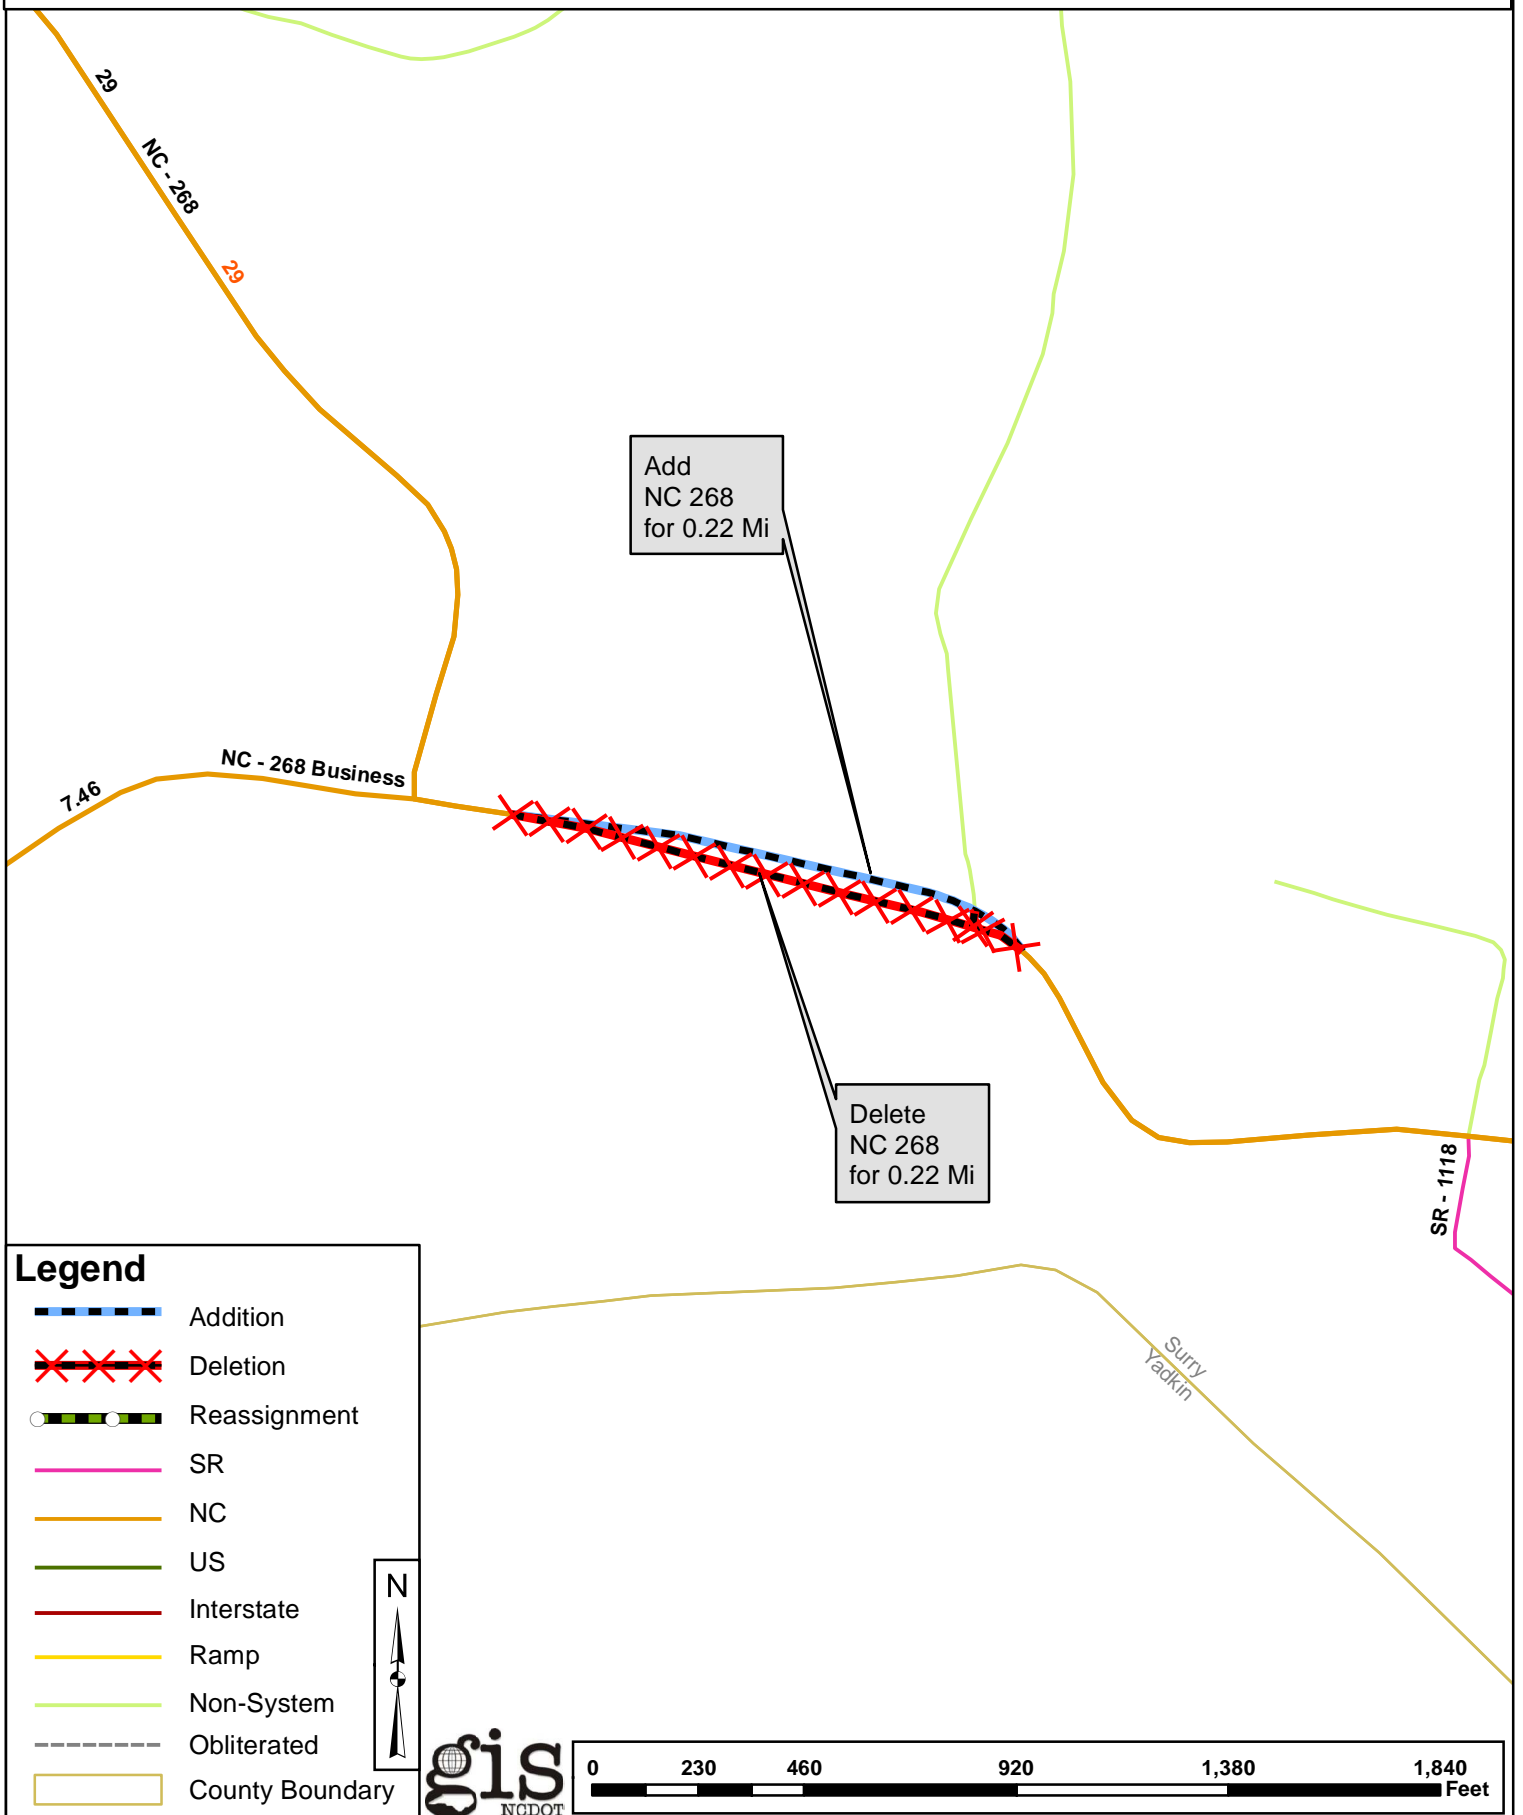 29
NC - 268
29
Add
NC 268
for 0.22 Mi
NC - 268 Business
7.46
Delete
NC 268
for 0.22 Mi
SR - 1118
Surry
Yadkin
Legend
Addition
Deletion
Reassignment
SR
NC
US
Interstate
Ramp
Non-System
Obliterated
County Boundary
N
gis
NCDOT
0 230 460 920 1,380 1,840
Feet